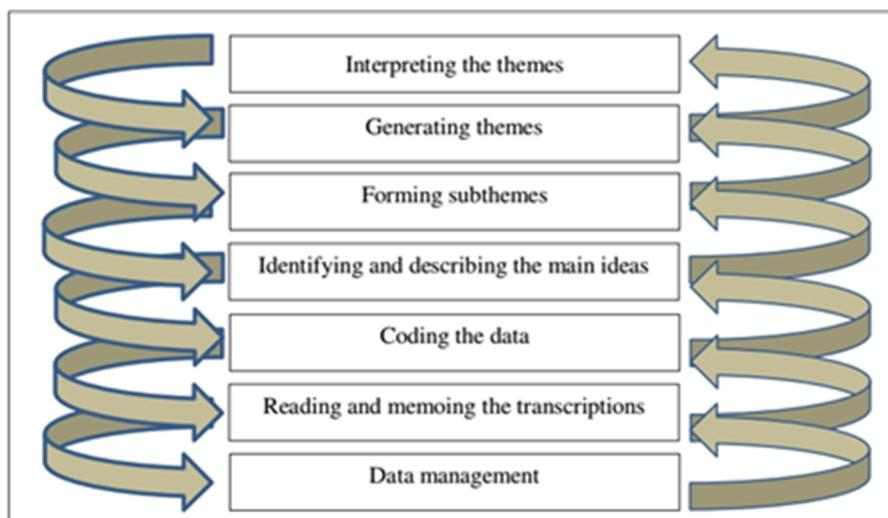 Interpreting the themes
Generating themes
Forming subthemes
Identifying and describing the main ideas
Coding the data
Reading and memoing the transcriptions
Data management